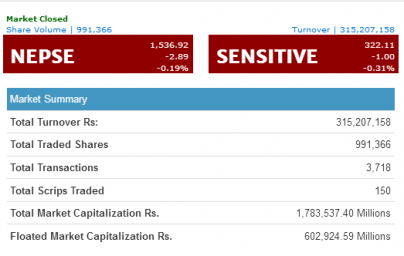 Market Closed
Share Volume | 991,366
Turnover | 315,207,158
NEPSE
1,536.92
-2.89
-0.19%
SENSITIVE
322.11
-1.00
-0.31%
Market Summary
Total Turnover Rs: 315,207,158
Total Traded Shares 991,366
Total Transactions 3,718
Total Scrips Traded 150
Total Market Capitalization Rs. 1,783,537.40 Millions
Floated Market Capitalization Rs. 602,924.59 Millions